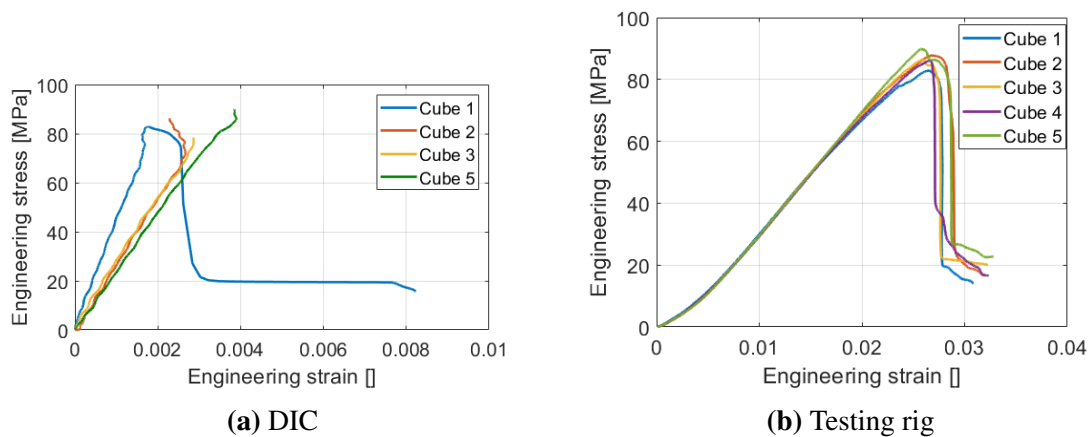 Engineering stress [MPa]
100
80
60
40
20
0
Cube 1
Cube 2
Cube 3
Cube 5
0 0.002 0.004 0.006 0.008 0.01
Engineering strain []
(a) DIC
Engineering stress [MPa]
100
80
60
40
20
0
Cube 1
Cube 2
Cube 3
Cube 4
Cube 5
0 0.01 0.02 0.03 0.04
Engineering strain []
(b) Testing rig